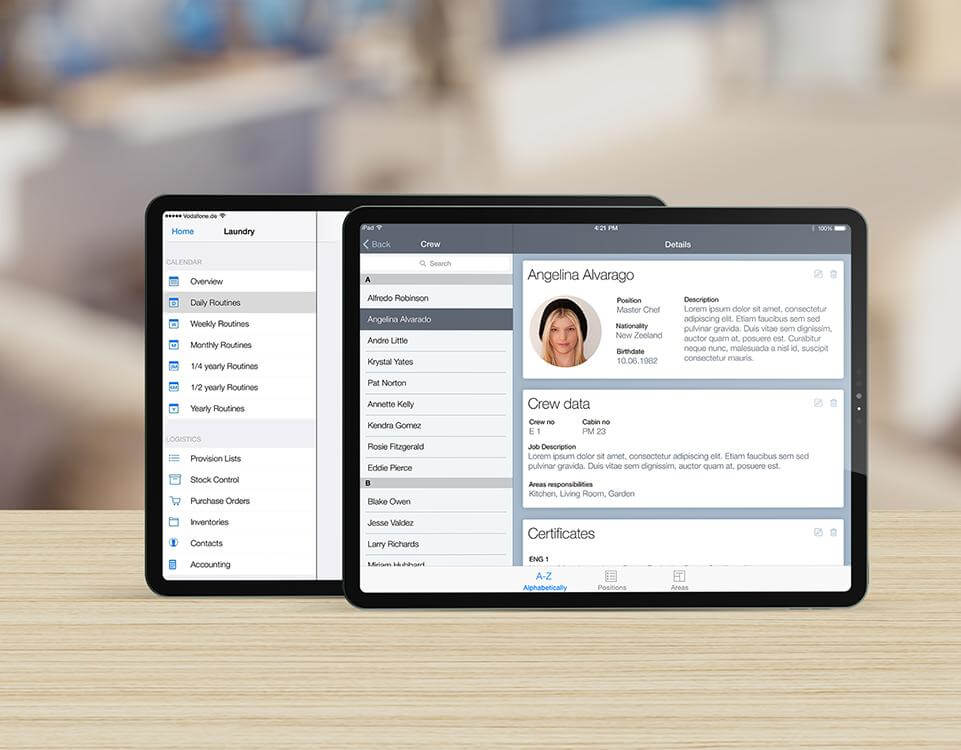 ●●●●● Vodafone.de
Home
Laundry
CALENDAR
Overview
Daily Routines
Weekly Routines
Monthly Routines
1/4 yearly Routines
1/2 yearly Routines
Yearly Routines
LOGISTICS
Provision Lists
Stock Control
Purchase Orders
Inventories
Contacts
Accounting
iPad
4:21 PM
100%
Back
Crew
Details
Search
A
Alfredo Robinson
Angelina Alvarado
Andre Little
Krystal Yates
Pat Norton
Annette Kelly
Kendra Gomez
Rosie Fitzgerald
Eddie Pierce
B
Blake Owen
Jesse Valdez
Larry Richards
Miriam Hubbard
Angelina Alvarago
Position
Master Chef
Nationality
New Zeeland
Birthdate
10.06.1982
Description
Lorem ipsum dolor sit amet, consectetur
adipiscing elit. Etiam faucibus sem sed
pulvinar gravida. Duis vitae sem dignissim,
auctor quam at, posuere est. Curabitur
neque nunc, malesuada a nisl id, suscipit
consectetur mauris.
Crew data
Crew no
E 1
Cabin no
PM 23
Job Description
Lorem ipsum dolor sit amet, consectetur adipiscing elit. Etiam faucibus sem sed
pulvinar gravida. Duis vitae sem dignissim, auctor quam at, posuere est.
Areas responsibilities
Kitchen, Living Room, Garden
Certificates
ENG 1
A-Z
Alphabetically
Positions
Areas